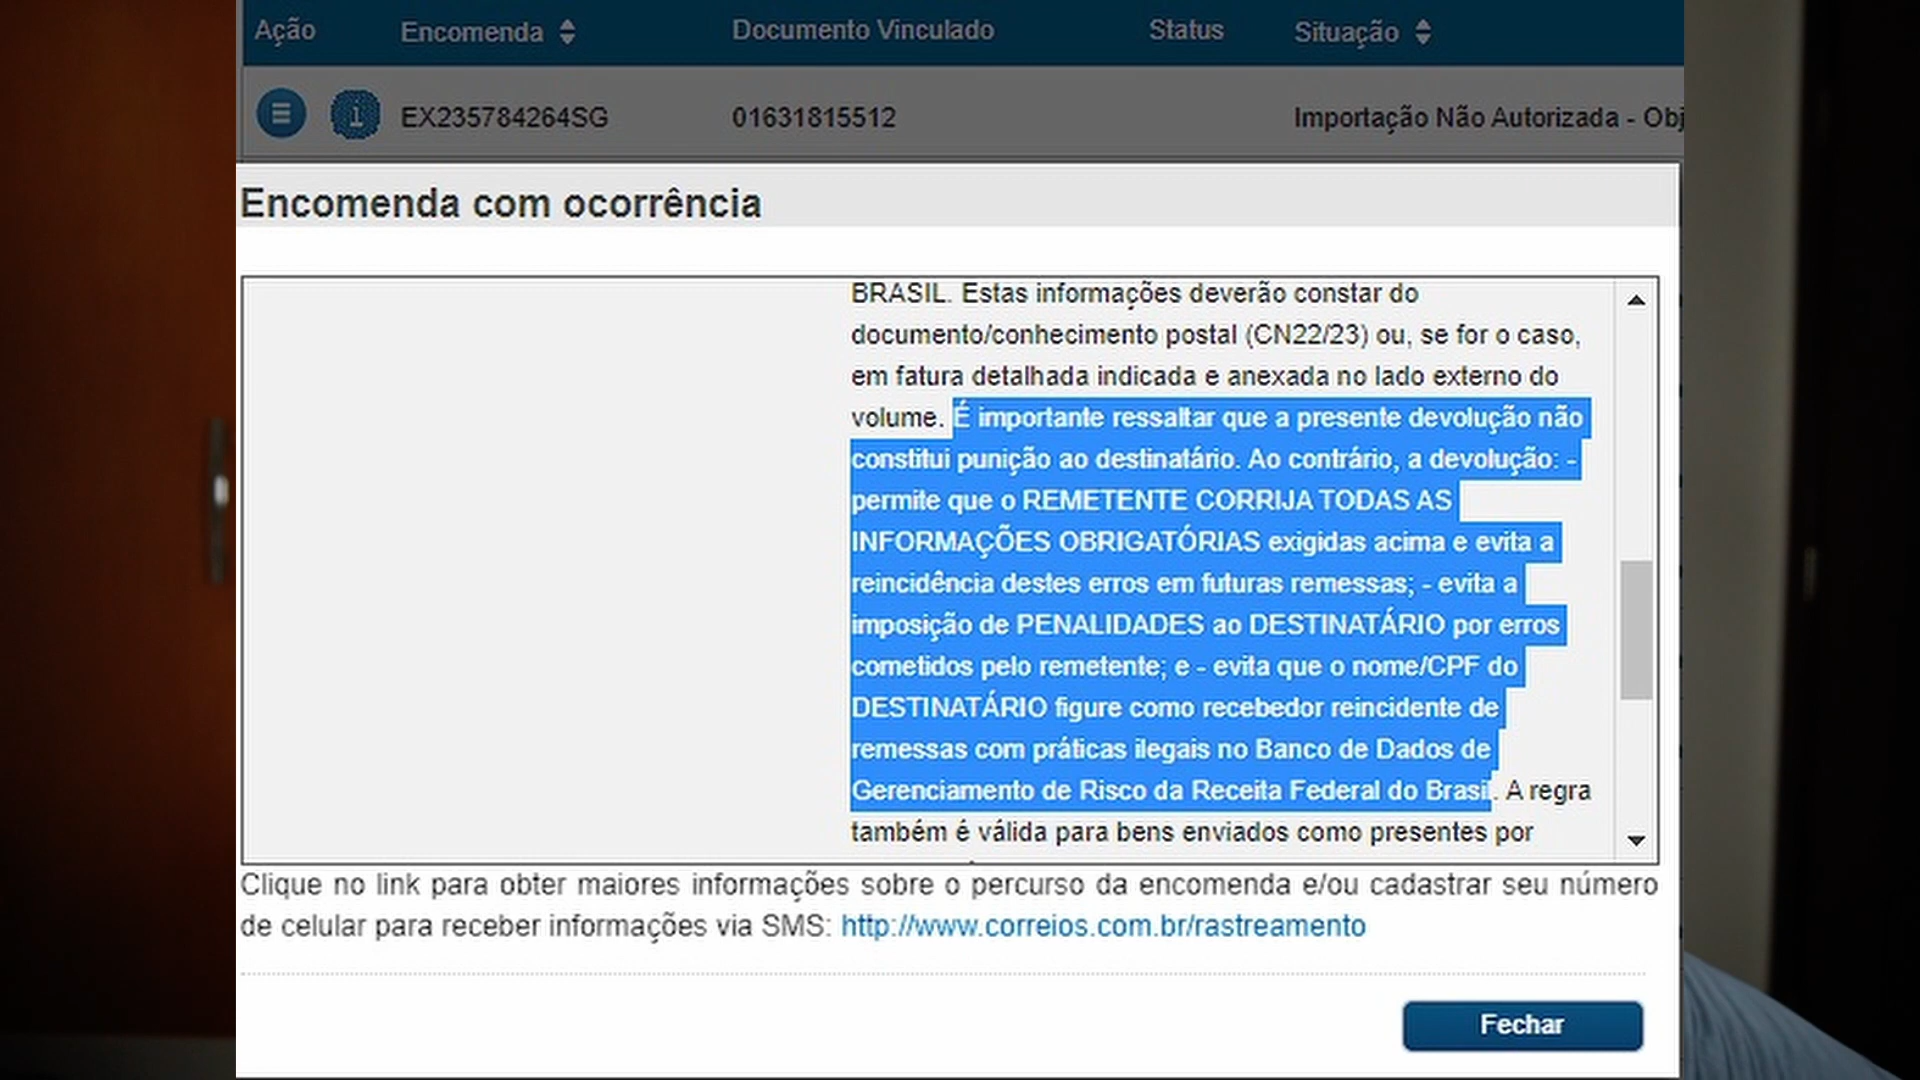 Ação Encomenda Documento Vinculado Status Situação
EX235784264SG 01631815512 Importação Não Autorizada - Obj
Encomenda com ocorrência
BRASIL. Estas informações deverão constar do
documento/conhecimento postal (CN22/23) ou, se for o caso,
em fatura detalhada indicada e anexada no lado externo do
volume. É importante ressaltar que a presente devolução não
constitui punição ao destinatário. Ao contrário, a devolução: -
permite que o REMETENTE CORRIJA TODAS AS
INFORMAÇÕES OBRIGATÓRIAS exigidas acima e evita a
reincidência destes erros em futuras remessas; - evita a
imposição de PENALIDADES ao DESTINATÁRIO por erros
cometidos pelo remetente; e - evita que o nome/CPF do
DESTINATÁRIO figure como recebedor reincidente de
remessas com práticas ilegais no Banco de Dados de
Gerenciamento de Risco da Receita Federal do Brasil. A regra
também é válida para bens enviados como presentes por
Clique no link para obter maiores informações sobre o percurso da encomenda e/ou cadastrar seu número
de celular para receber informações via SMS: http://www.correios.com.br/rastreamento
Fechar